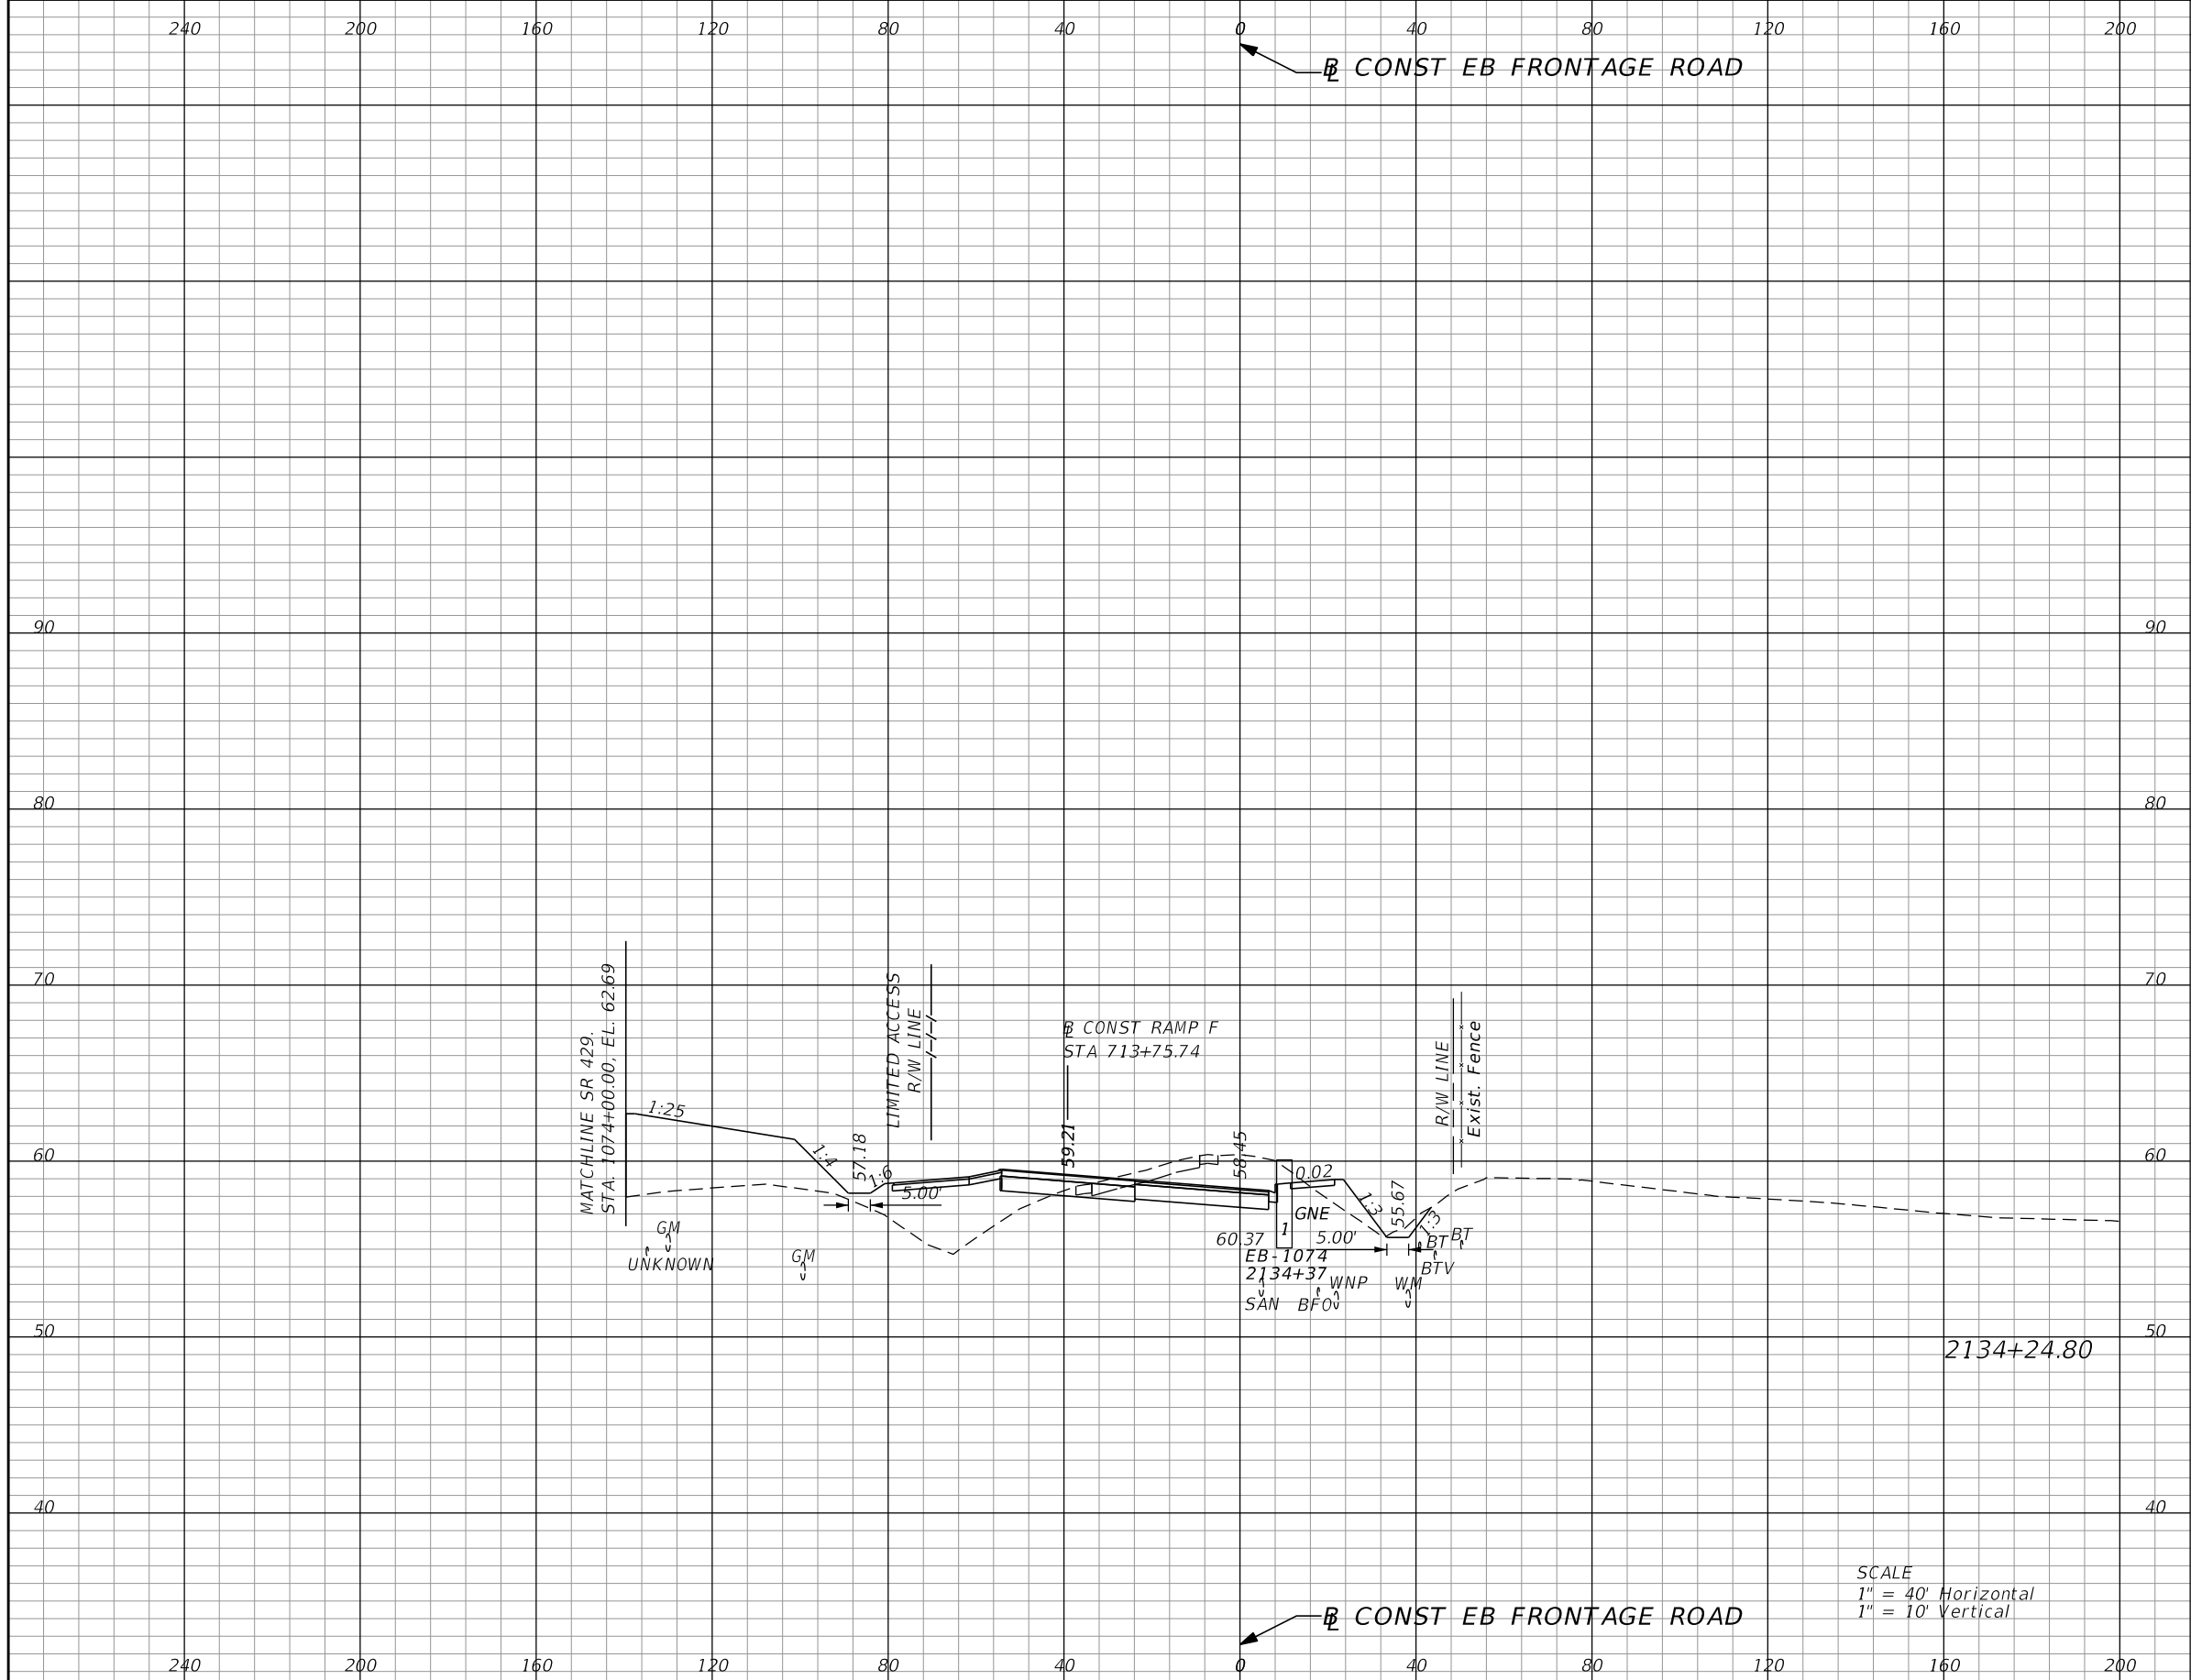 240 200 160 120 80 40 0 40 80 120 160 200
B CONST EB FRONTAGE ROAD
L
90 90
80 80
70 70
60 60
50 50
40 40
MATCHLINE SR 429.
STA. 1074+00.00, EL. 62.69
1:25
1:4
57.18
1:6
5.00'
LIMITED ACCESS
R/W LINE
B CONST RAMP F
L
STA 713+75.74
59.21
58.45
0.02
1:3
55.67
1:3
R/W LINE
Exist. Fence
GM
UNKNOWN
GM
GNE
1
60.37
5.00'
EB-1074
2134+37
SAN
BFO
WNP
WM
BT
BT
BTV
2134+24.80
SCALE
1" = 40' Horizontal
1" = 10' Vertical
B CONST EB FRONTAGE ROAD
L
240 200 160 120 80 40 0 40 80 120 160 200